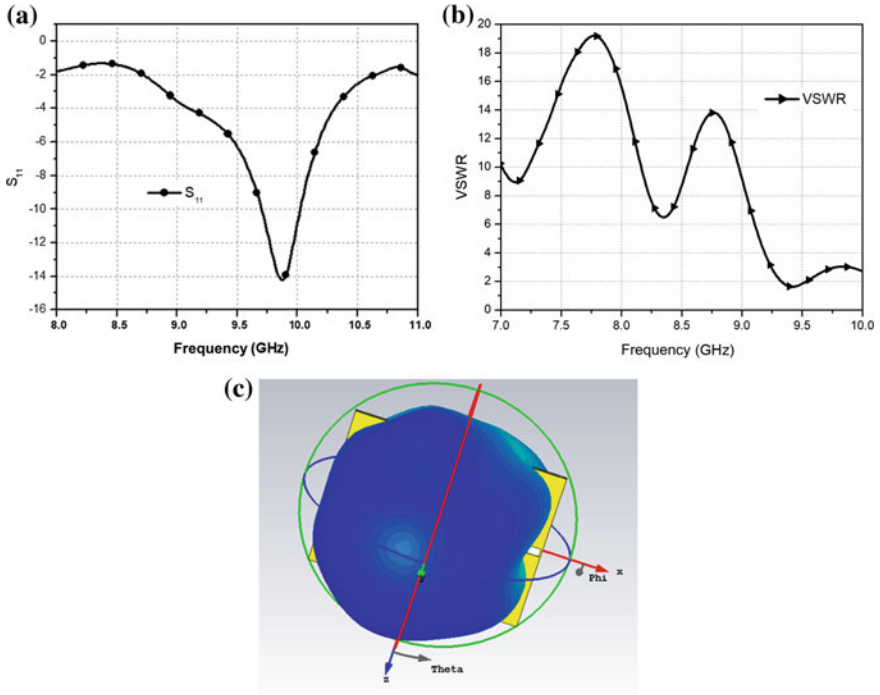 (a)
0
-2
-4
-6
-8
-10
-12
-14
-16
S11
S11
8.0 8.5 9.0 9.5 10.0 10.5 11.0
Frequency (GHz)
(b)
20
18
16
14
12
10
8
6
4
2
0
VSWR
VSWR
7.0 7.5 8.0 8.5 9.0 9.5 10.0
Frequency (GHz)
(c)
Phi x
y
Theta
z